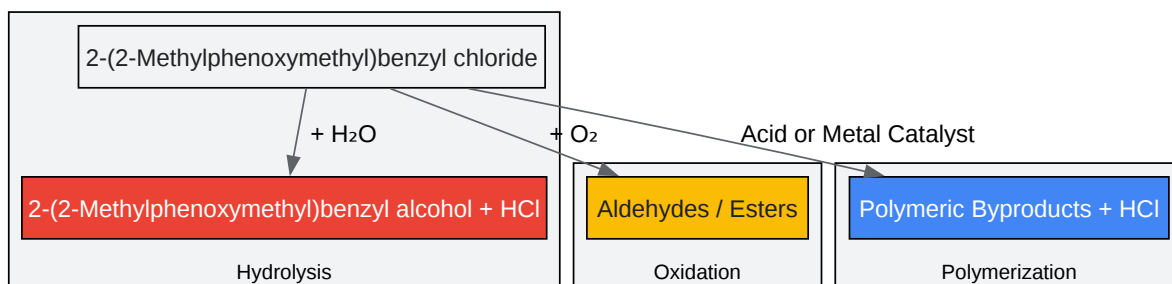 2-(2-Methylphenoxymethyl)benzyl chloride
+ H₂O
+ O₂
Acid or Metal Catalyst
2-(2-Methylphenoxymethyl)benzyl alcohol + HCl
Aldehydes / Esters
Polymeric Byproducts + HCl
Hydrolysis
Oxidation
Polymerization